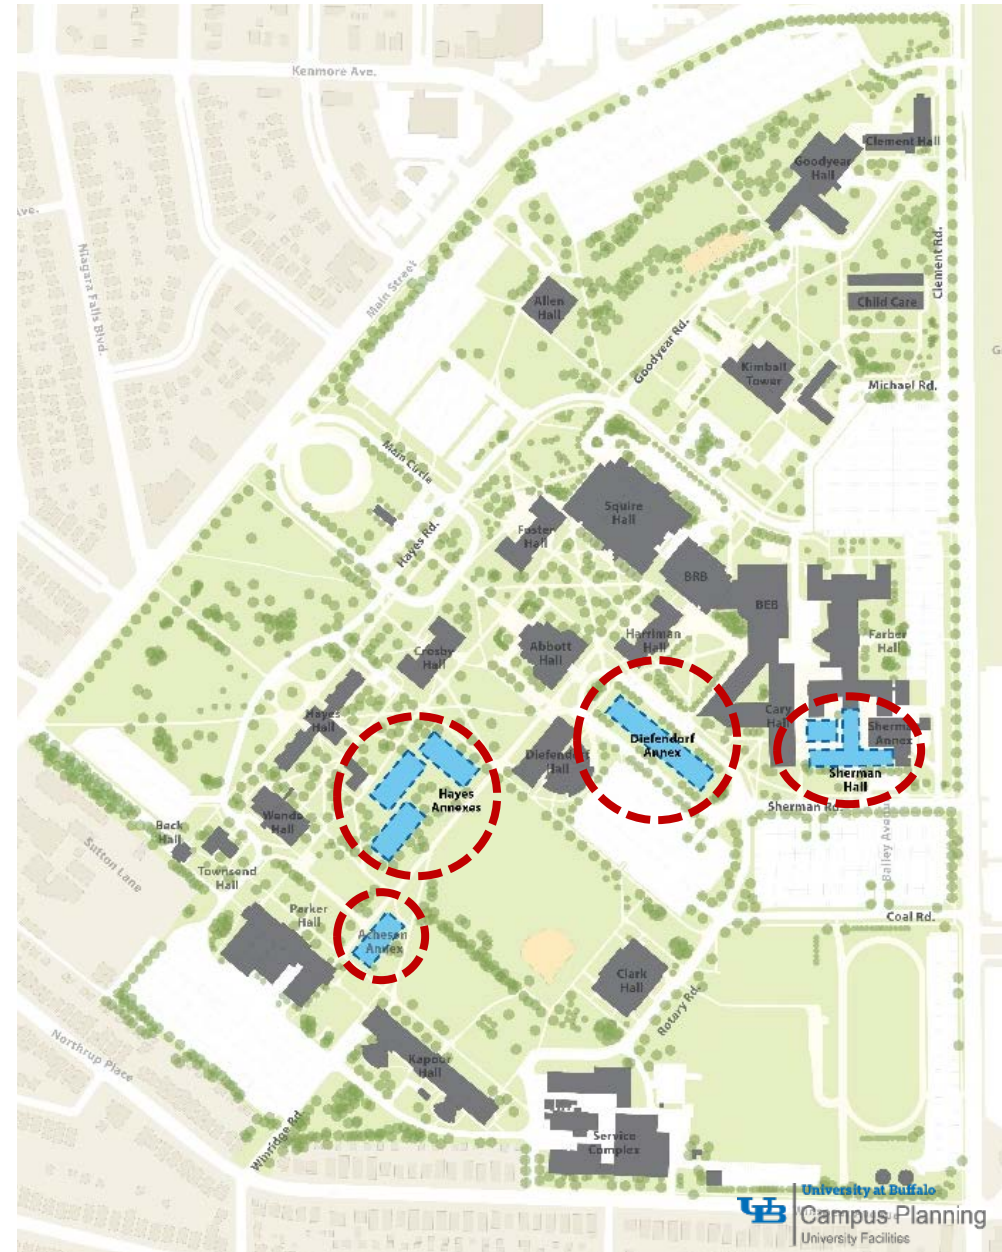 Kenmore Ave.
Clement Hall
Goodyear
Hall
Ave.
Niagara Falls Blvd.
Main Street
Clement Rd.
Allen
Hall
Child Care
Goodyear Rd.
G
Kimball
Tower
Michael Rd.
Main Circle
Squire
Hall
Foster
Hall
Hayes Rd.
BRB
BEB
Harriman
Hall
Farber
Hall
Crosby
Hall
Abbott
Hall
Hayes
Hall
Cary
Hall
Sherman
Annex
Diefendorf
Annex
Diefendorf
Hall
Sherman
Hall
Hayes
Annexes
Sherman Rd.
Wende
Hall
Beck
Hall
Bailey Avenue
Sutton Lane
Townsend
Hall
Parker
Hall
Coal Rd.
Acheson
Annex
Clark
Hall
Rotary Rd.
Northrup Place
Kapoor
Hall
Winridge Rd.
Service
Complex
UB
University at Buffalo
Campus Planning
University Facilities